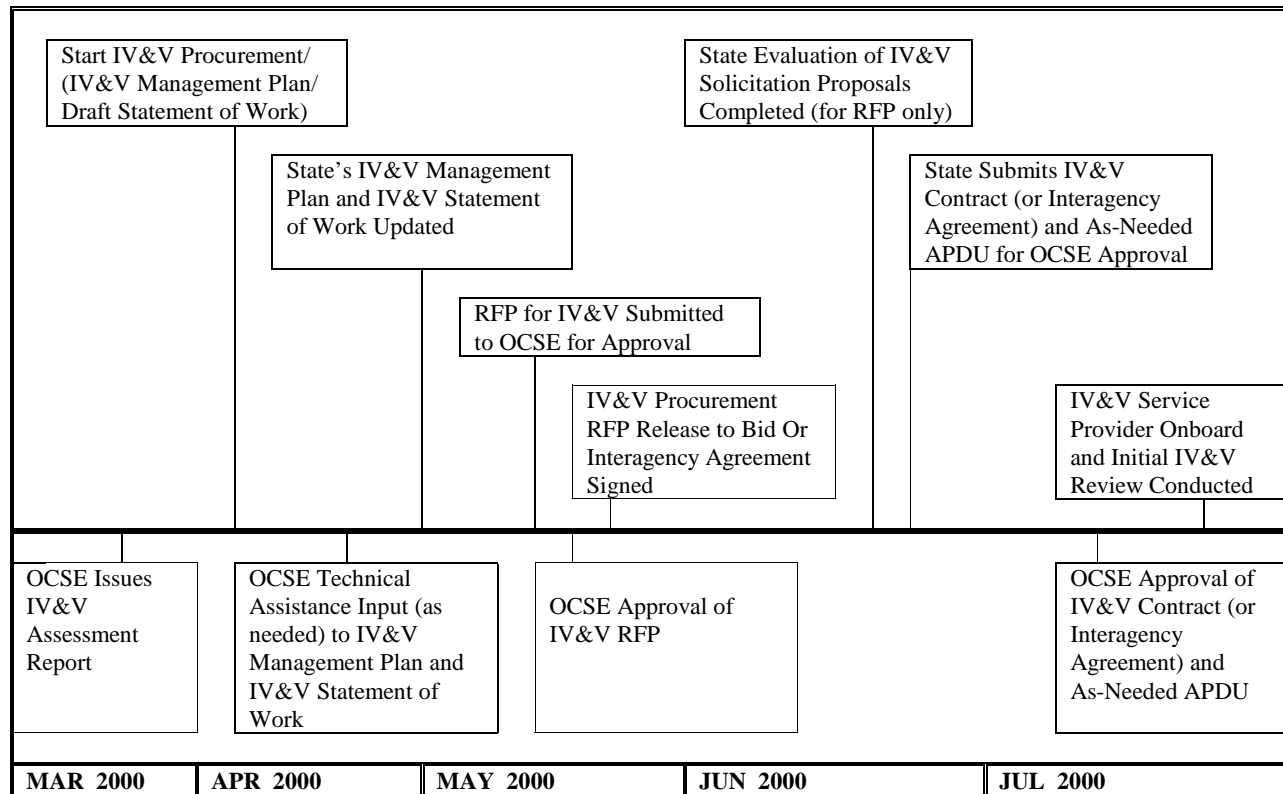 Start IV&V Procurement/
(IV&V Management Plan/
Draft Statement of Work)
State Evaluation of IV&V
Solicitation Proposals
Completed (for RFP only)
State's IV&V Management
Plan and IV&V Statement
of Work Updated
State Submits IV&V
Contract (or Interagency
Agreement) and As-Needed
APDU for OCSE Approval
RFP for IV&V Submitted
to OCSE for Approval
IV&V Procurement
RFP Release to Bid Or
Interagency Agreement
Signed
IV&V Service
Provider Onboard
and Initial IV&V
Review Conducted
OCSE Issues
IV&V
Assessment
Report
OCSE Technical
Assistance Input (as
needed) to IV&V
Management Plan and
IV&V Statement of
Work
OCSE Approval of
IV&V RFP
OCSE Approval of
IV&V Contract (or
Interagency
Agreement) and
As-Needed APDU
MAR 2000
APR 2000
MAY 2000
JUN 2000
JUL 2000